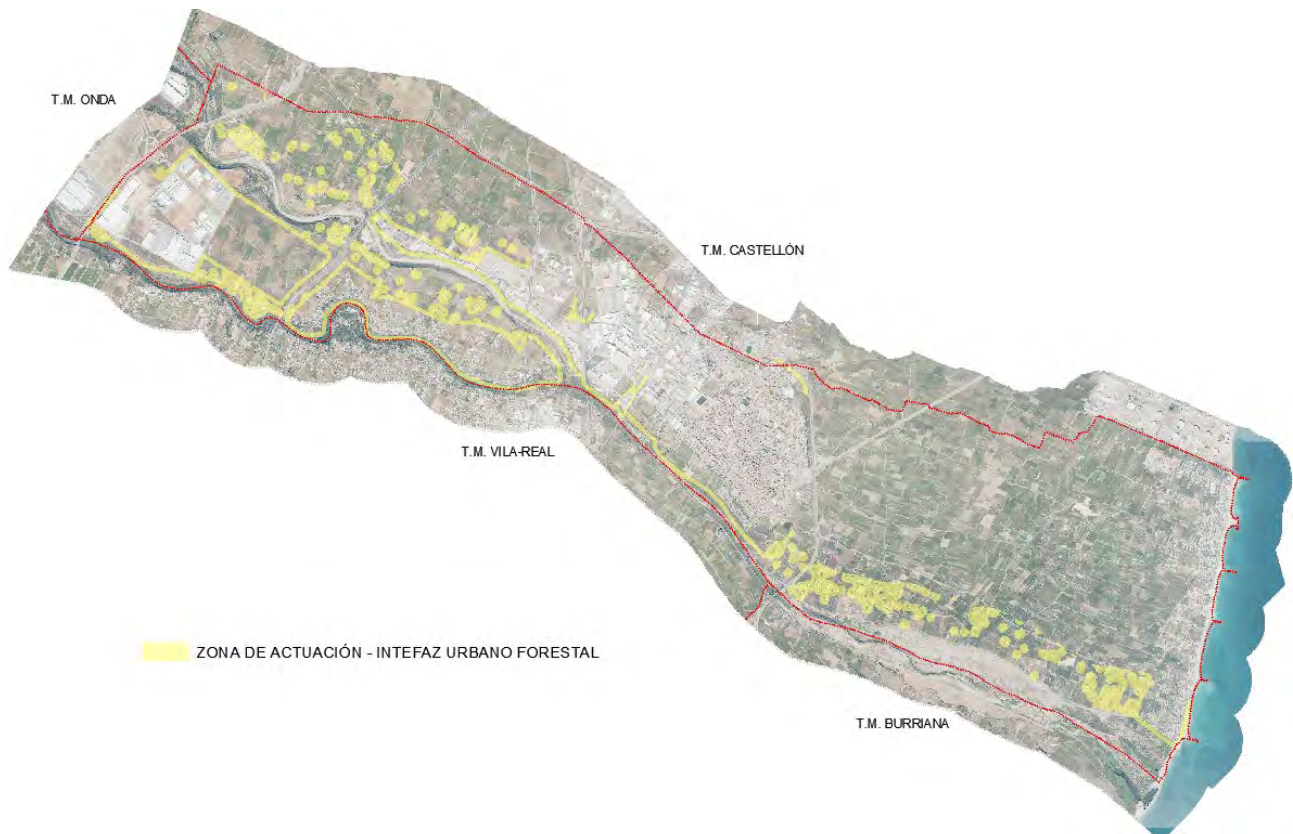 T.M. ONDA
T.M. CASTELLÓN
T.M. VILA-REAL
ZONA DE ACTUACIÓN - INTEFAZ URBANO FORESTAL
T.M. BURRIANA